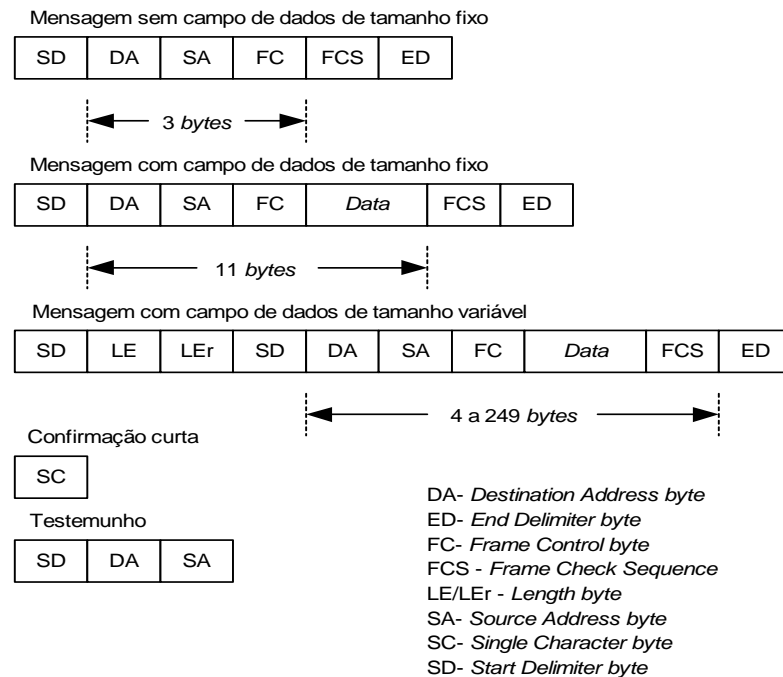 Mensagem sem campo de dados de tamanho fixo
SD DA SA FC FCS ED
3 bytes
Mensagem com campo de dados de tamanho fixo
SD DA SA FC Data FCS ED
11 bytes
Mensagem com campo de dados de tamanho variável
SD LE LEr SD DA SA FC Data FCS ED
4 a 249 bytes
Confirmação curta
SC
Testemunho
SD DA SA
DA- Destination Address byte
ED- End Delimiter byte
FC- Frame Control byte
FCS - Frame Check Sequence
LE/LEr - Length byte
SA- Source Address byte
SC- Single Character byte
SD- Start Delimiter byte